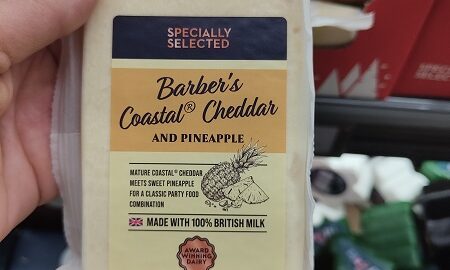 SPECIALLY
SELECTED
Barber's
Coastal® Cheddar
AND PINEAPPLE
MATURE COASTAL® CHEDDAR
MEETS SWEET PINEAPPLE
FOR A CLASSIC PARTY FOOD
COMBINATION
MADE WITH 100% BRITISH MILK
AWARD
WINNING
DAIRY